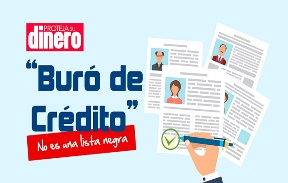 PROTEJA SU
dinero
“Buró de
Crédito”
No es una lista negra